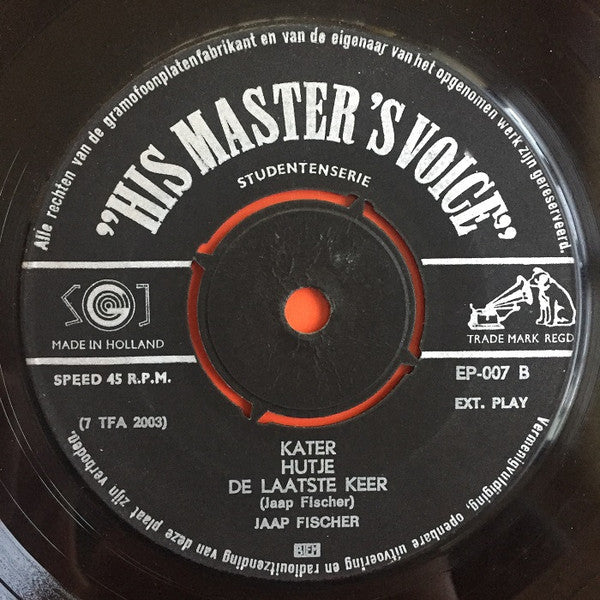 Alle rechten van de gramofoonplatenfabrikant en van de eigenaar van het opgenomen werk zijn gereserveerd.
"HIS MASTER'S VOICE"
STUDENTENSERIE
SGJ
MADE IN HOLLAND
TRADE MARK REGD
SPEED 45 R.P.M.
EP-007 B
EXT. PLAY
(7 TFA 2003)
KATER
HUTJE
DE LAATSTE KEER
(Jaap Fischer)
JAAP FISCHER
BIEM
Vermenigvuldiging, openbare uitvoering en radiouitzending van deze plaat zijn verboden.